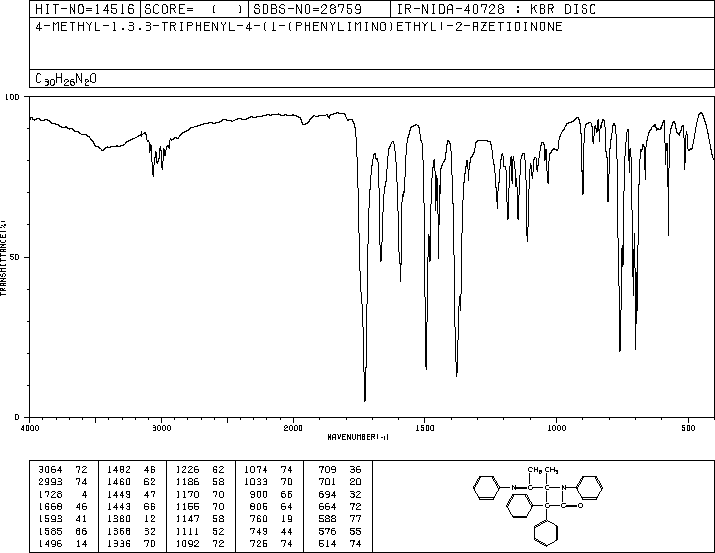 HIT-NO=14516 SCORE= ( ) SDBS-NO=28759 IR-NIDA-40728 : KBR DISC
4-METHYL-1,3,3-TRIPHENYL-4-(1-(PHENYLIMINO)ETHYL)-2-AZETIDINONE
C30H26N2O
100
50
0
TRANSMITTANCE(%)
4000 3000 2000 1500 1000 500
WAVENUMBER(-1)
3064 72 1482 46 1226 62 1074 74 709 36
2993 74 1460 62 1186 58 1033 70 701 20
1728 4 1449 47 1170 70 900 66 694 32
1668 46 1443 66 1155 70 806 64 664 72
1593 41 1380 12 1147 58 760 19 588 77
1585 66 1368 32 1111 52 749 44 576 55
1496 14 1336 70 1092 72 726 74 514 74
CH3 CH3
N C C N
C C O